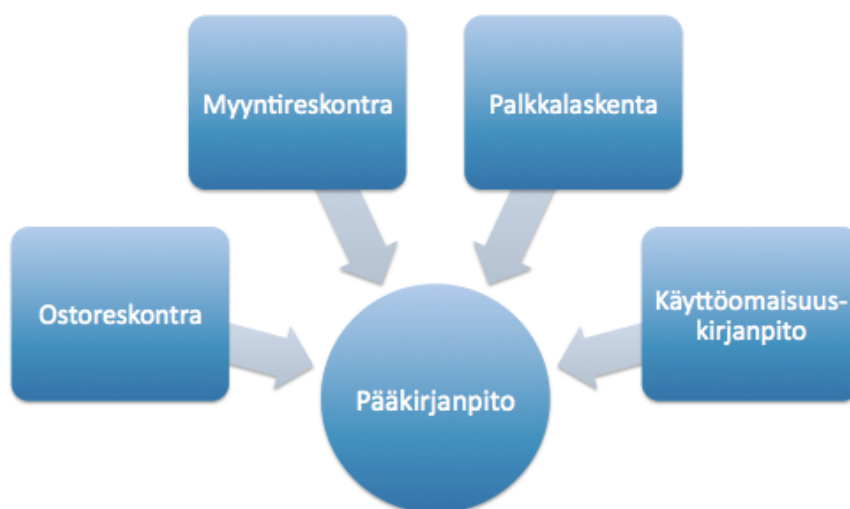 Myyntireskontra
Palkkalaskenta
Ostoreskontra
Käyttöomaisuus-
kirjanpito
Pääkirjanpito